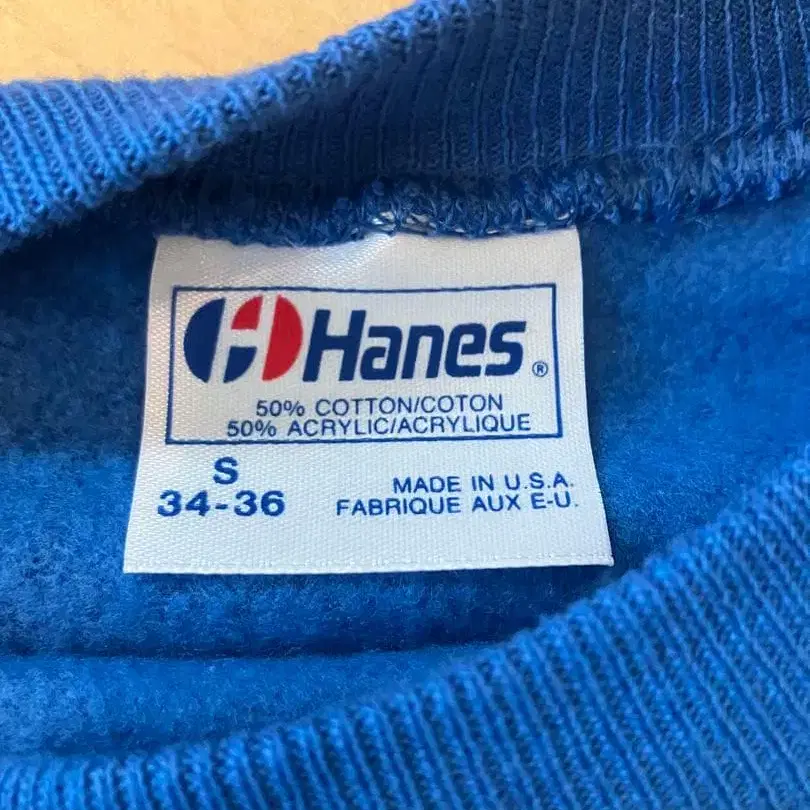 Hanes®
50% COTTON/COTON
50% ACRYLIC/ACRYLIQUE
S
34-36
MADE IN U.S.A.
FABRIQUE AUX E-U.